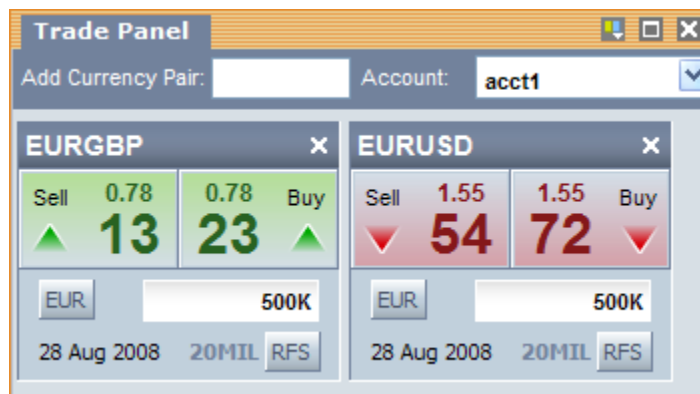 Trade Panel
Add Currency Pair:
Account: acct1
EURGBP
Sell 0.78 13
0.78 23 Buy
EUR 500K
28 Aug 2008 20MIL RFS
EURUSD
Sell 1.55 54
1.55 72 Buy
EUR 500K
28 Aug 2008 20MIL RFS